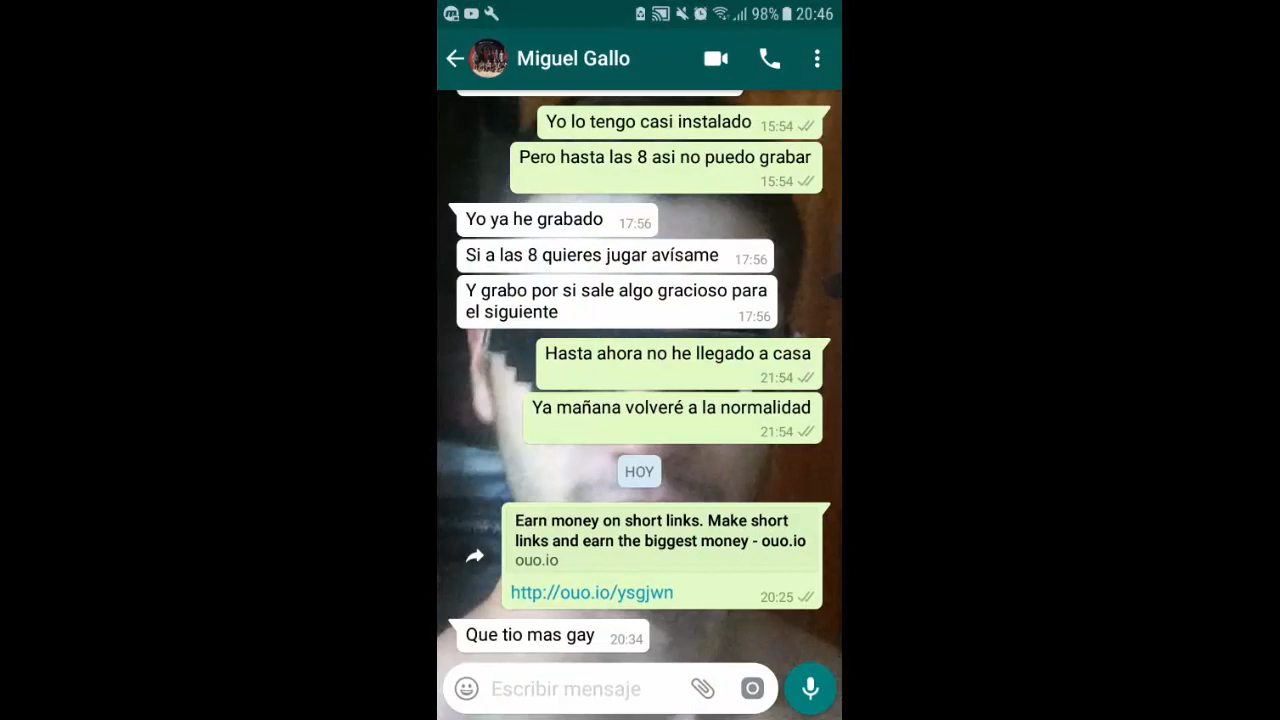 98% 20:46
Miguel Gallo
Yo lo tengo casi instalado 15:54
Pero hasta las 8 asi no puedo grabar
15:54
Yo ya he grabado 17:56
Si a las 8 quieres jugar avísame 17:56
Y grabo por si sale algo gracioso para
el siguiente 17:56
Hasta ahora no he llegado a casa
21:54
Ya mañana volveré a la normalidad
21:54
HOY
Earn money on short links. Make short
links and earn the biggest money - ouo.io
ouo.io
http://ouo.io/ysgjwn 20:25
Que tio mas gay 20:34
Escribir mensaje